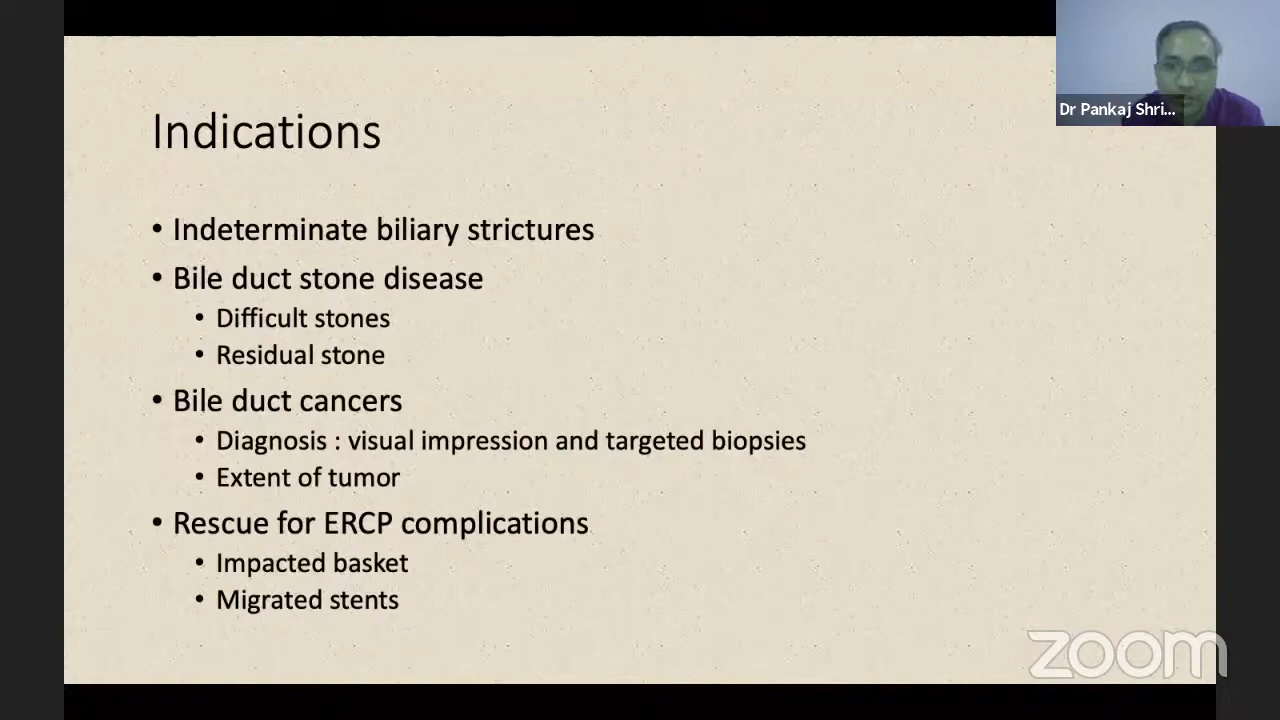 Dr Pankaj Shri...
Indications
• Indeterminate biliary strictures
• Bile duct stone disease
• Difficult stones
• Residual stone
• Bile duct cancers
• Diagnosis : visual impression and targeted biopsies
• Extent of tumor
• Rescue for ERCP complications
• Impacted basket
• Migrated stents
zoom